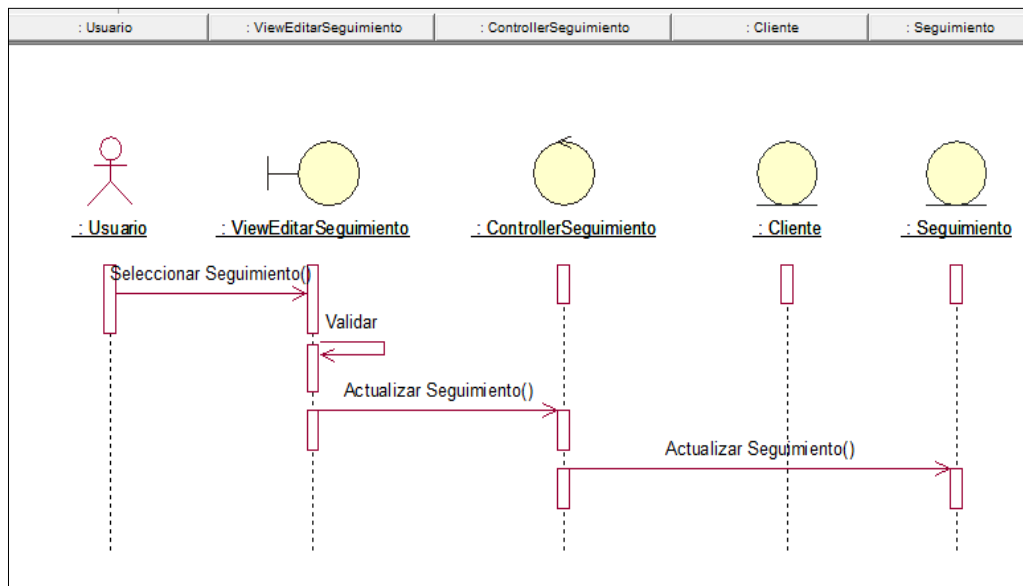 : Usuario
: ViewEditarSeguimiento
: ControllerSeguimiento
: Cliente
: Seguimiento
: Usuario
: ViewEditarSeguimiento
: ControllerSeguimiento
: Cliente
: Seguimiento
Seleccionar Seguimiento()
Validar
Actualizar Seguimiento()
Actualizar Seguimiento()